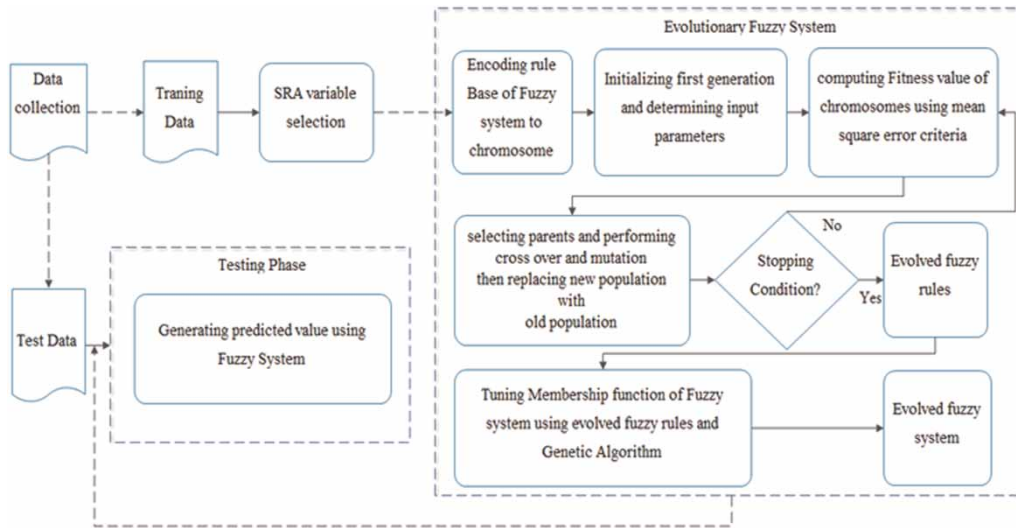 Evolutionary Fuzzy System
Data
collection
Traning
Data
SRA variable
selection
Encoding rule
Base of Fuzzy
system to
chromosome
Initializing first generation
and determining input
parameters
computing Fitness value of
chromosomes using mean
square error criteria
selecting parents and performing
cross over and mutation
then replacing new population
with
old population
Stopping
Condition?
No
Yes
Evolved fuzzy
rules
Testing Phase
Test Data
Generating predicted value using
Fuzzy System
Tuning Membership function of Fuzzy
system using evolved fuzzy rules and
Genetic Algorithm
Evolved fuzzy
system